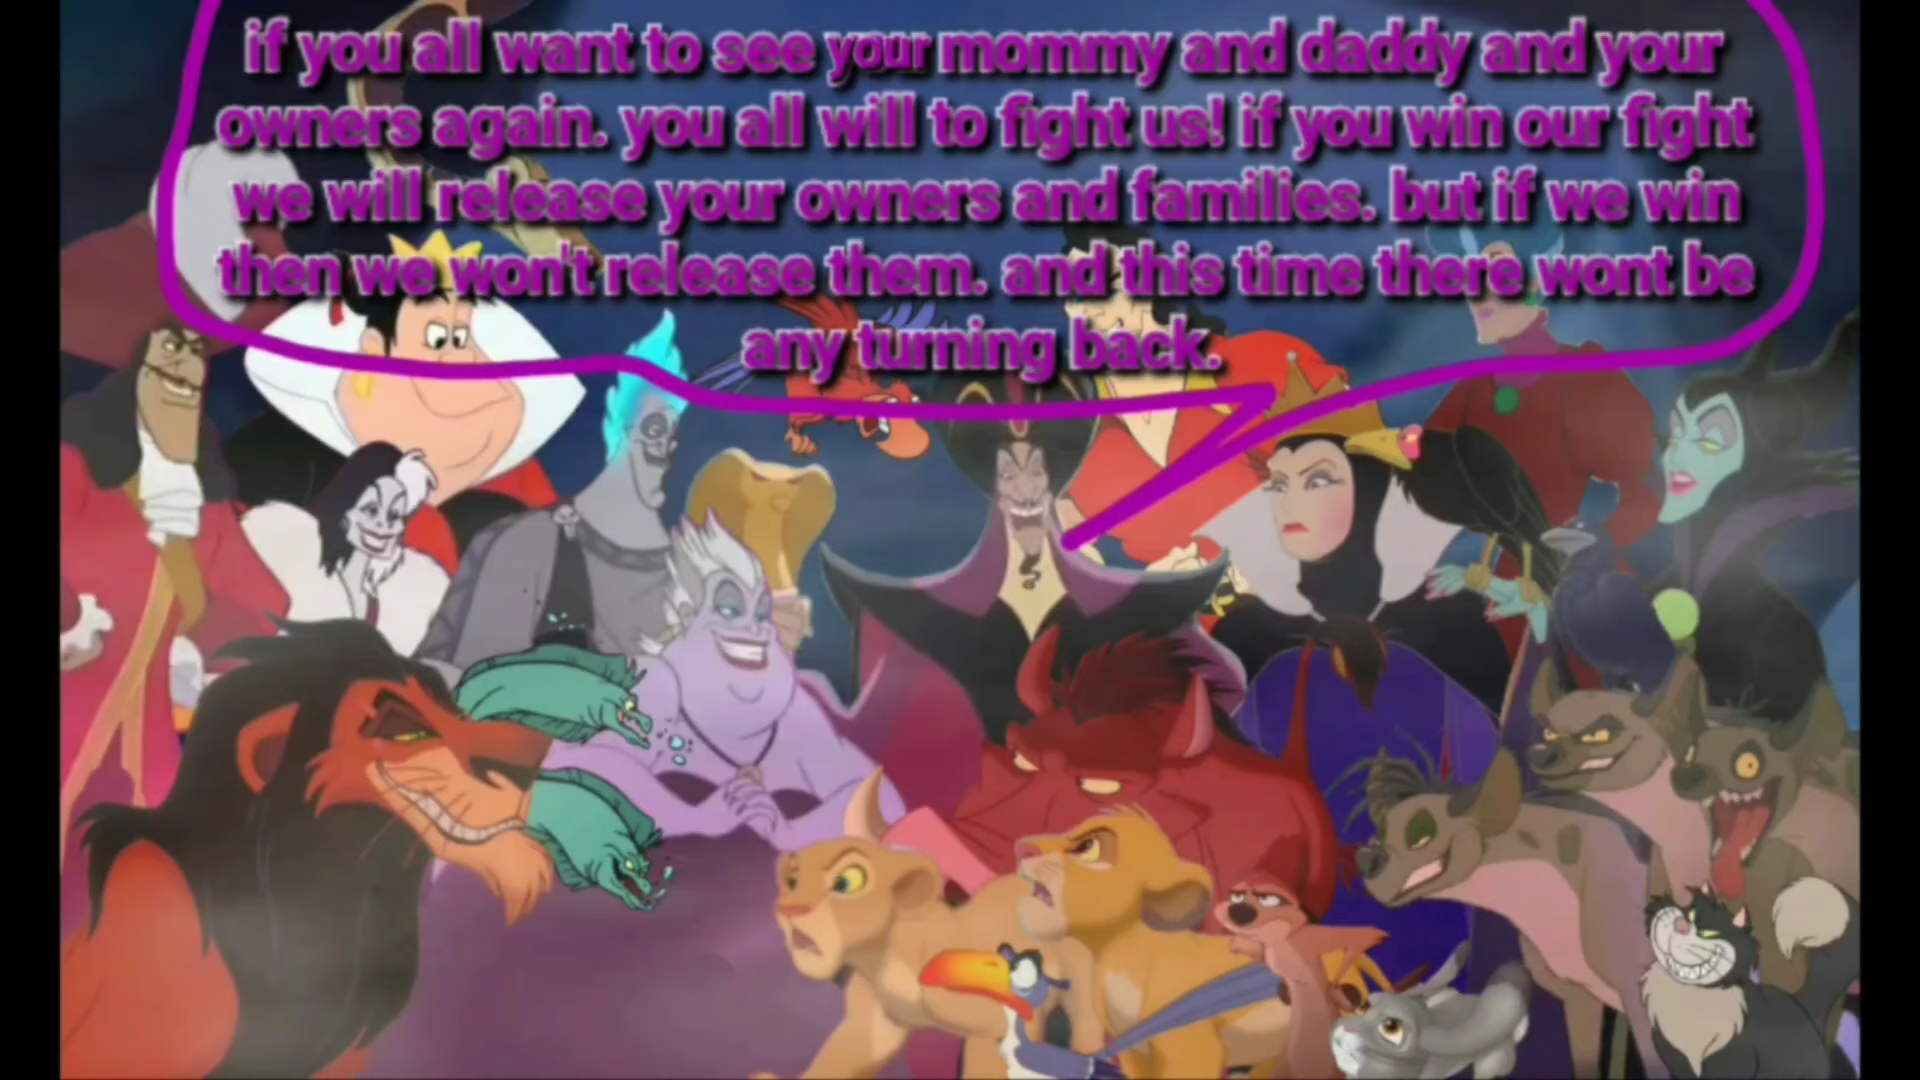 if you all want to see your mommy and daddy and your
owners again. you all will to fight us! if you win our fight
we will release your owners and families. but if we win
then we won't release them. and this time there wont be
any turning back.